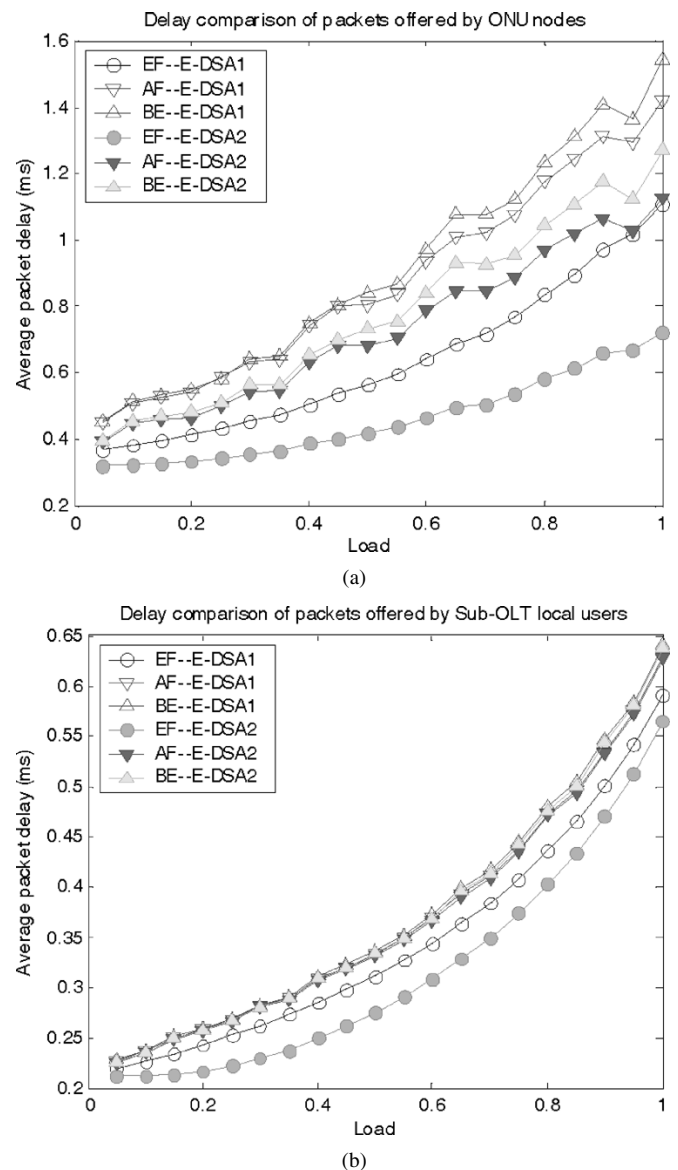 Delay comparison of packets offered by ONU nodes
1.6
1.4
1.2
1
0.8
0.6
0.4
0.2
Average packet delay (ms)
EF--E-DSA1
AF--E-DSA1
BE--E-DSA1
EF--E-DSA2
AF--E-DSA2
BE--E-DSA2
0 0.2 0.4 0.6 0.8 1
Load
(a)
Delay comparison of packets offered by Sub-OLT local users
0.65
0.6
0.55
0.5
0.45
0.4
0.35
0.3
0.25
0.2
Average packet delay (ms)
EF--E-DSA1
AF--E-DSA1
BE--E-DSA1
EF--E-DSA2
AF--E-DSA2
BE--E-DSA2
0 0.2 0.4 0.6 0.8 1
Load
(b)